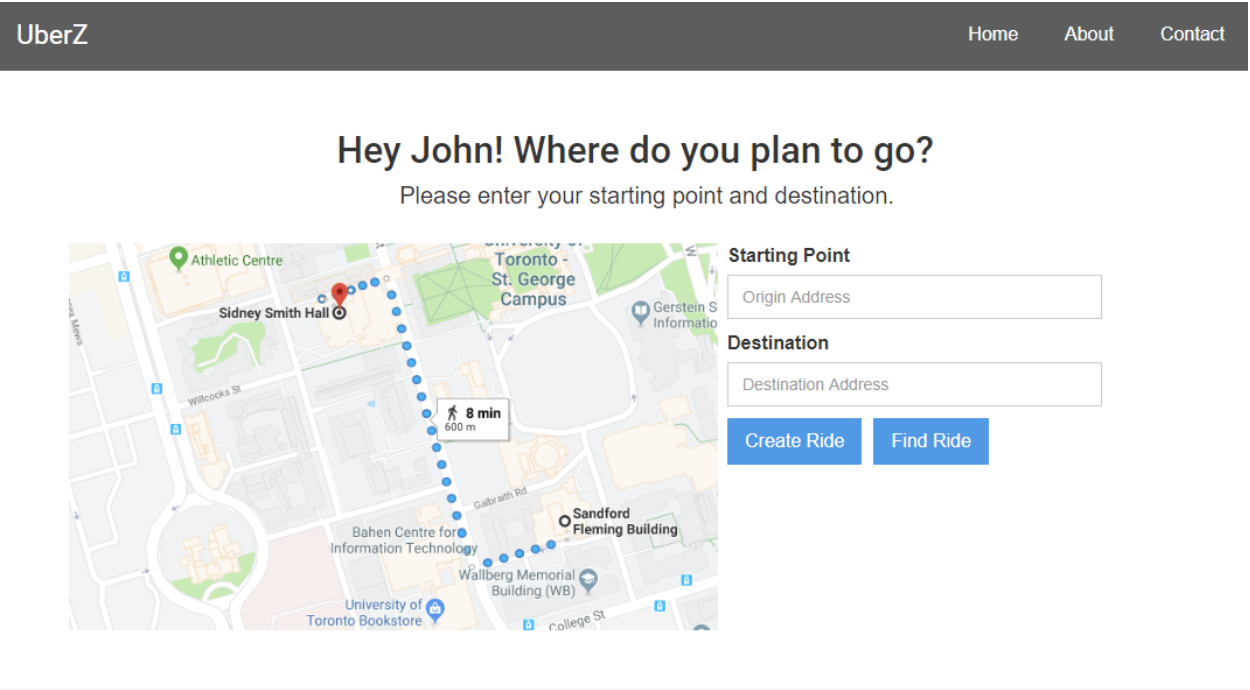 UberZ
Home About Contact
Hey John! Where do you plan to go?
Please enter your starting point and destination.
Athletic Centre
Toronto -
St. George
Campus
Sidney Smith Hall
Gerstein S
Informatio
Willcocks St
8 min
600 m
Galbraith Rd
Sandford
Fleming Building
Bahen Centre for
Information Technology
Wallberg Memorial
Building (WB)
University of
Toronto Bookstore
College St
Starting Point
Origin Address
Destination
Destination Address
Create Ride Find Ride